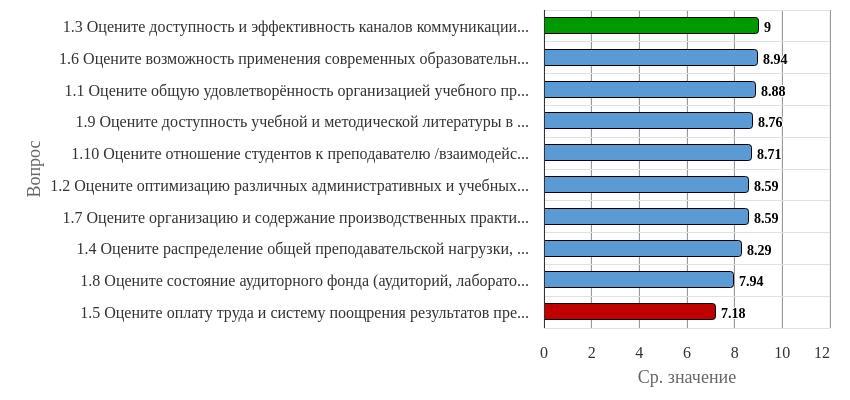 1.3 Оцените доступность и эффективность каналов коммуникации... 9
1.6 Оцените возможность применения современных образовательн... 8.94
1.1 Оцените общую удовлетворённость организацией учебного пр... 8.88
1.9 Оцените доступность учебной и методической литературы в ... 8.76
1.10 Оцените отношение студентов к преподавателю /взаимодейс... 8.71
1.2 Оцените оптимизацию различных административных и учебных... 8.59
1.7 Оцените организацию и содержание производственных практи... 8.59
1.4 Оцените распределение общей преподавательской нагрузки, ... 8.29
1.8 Оцените состояние аудиторного фонда (аудиторий, лаборато... 7.94
1.5 Оцените оплату труда и систему поощрения результатов пре... 7.18
Вопрос
0 2 4 6 8 10 12
Ср. значение